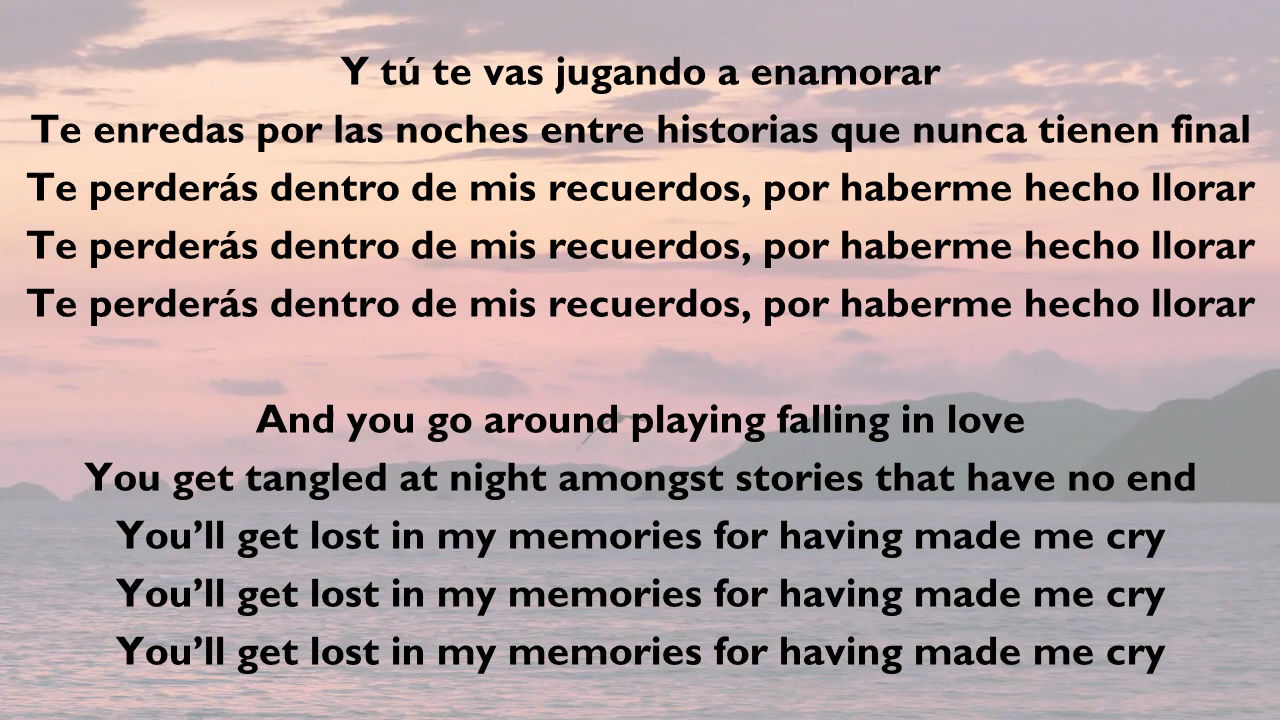 Y tú te vas jugando a enamorar
Te enredas por las noches entre historias que nunca tienen final
Te perderás dentro de mis recuerdos, por haberme hecho llorar
Te perderás dentro de mis recuerdos, por haberme hecho llorar
Te perderás dentro de mis recuerdos, por haberme hecho llorar
And you go around playing falling in love
You get tangled at night amongst stories that have no end
You’ll get lost in my memories for having made me cry
You’ll get lost in my memories for having made me cry
You’ll get lost in my memories for having made me cry